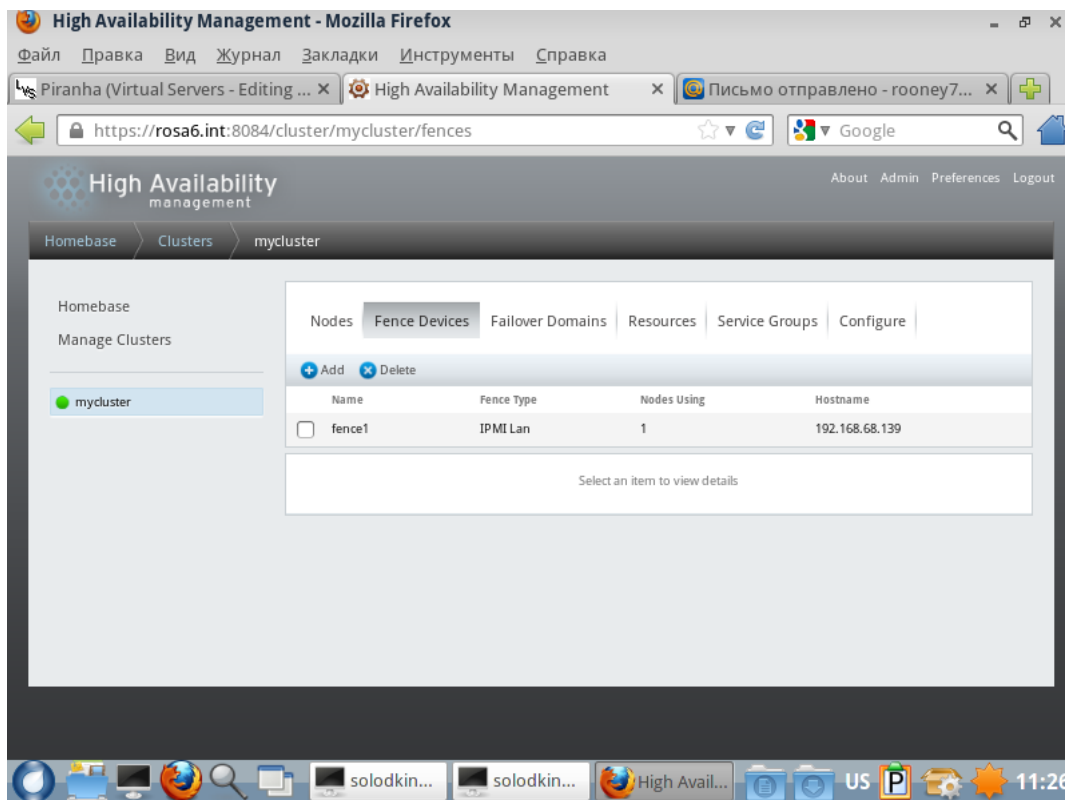 High Availability Management - Mozilla Firefox
Файл Правка Вид Журнал Закладки Инструменты Справка
Piranha (Virtual Servers - Editing ... High Availability Management Письмо отправлено - rooney7...
https://rosa6.int:8084/cluster/mycluster/fences Google
High Availability
management
About Admin Preferences Logout
Homebase Clusters mycluster
Homebase
Manage Clusters
mycluster
Nodes Fence Devices Failover Domains Resources Service Groups Configure
Add Delete
Name Fence Type Nodes Using Hostname
fence1 IPMI Lan 1 192.168.68.139
Select an item to view details
solodkin... solodkin... High Avail... US P 11:26